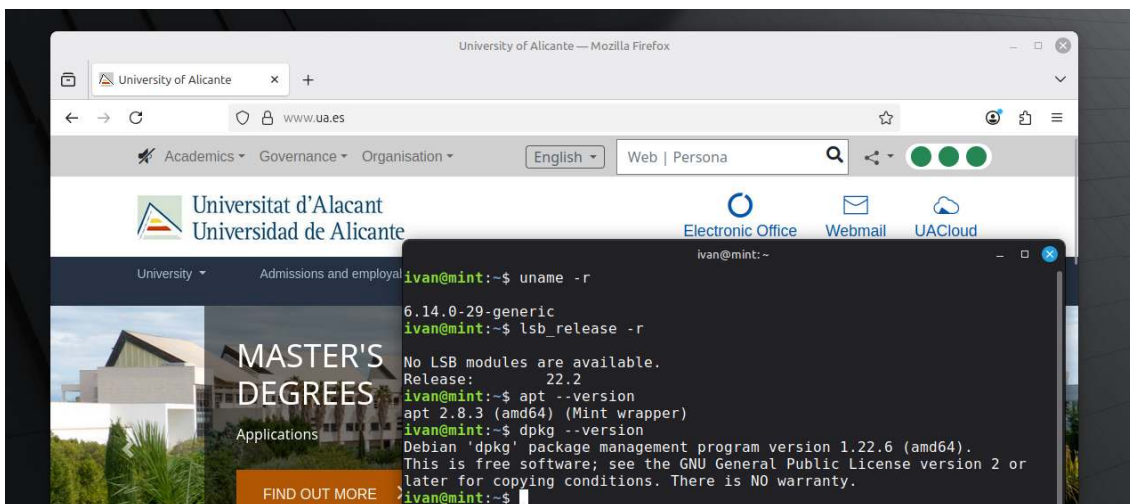 University of Alicante — Mozilla Firefox
University of Alicante
www.ua.es
Academics Governance Organisation English Web | Persona
Universitat d'Alacant
Universidad de Alicante
Electronic Office Webmail UACloud
University Admissions and employa
MASTER'S
DEGREES
Applications
FIND OUT MORE
ivan@mint: ~
ivan@mint:~$ uname -r
6.14.0-29-generic
ivan@mint:~$ lsb_release -r
No LSB modules are available.
Release: 22.2
ivan@mint:~$ apt --version
apt 2.8.3 (amd64) (Mint wrapper)
ivan@mint:~$ dpkg --version
Debian 'dpkg' package management program version 1.22.6 (amd64).
This is free software; see the GNU General Public License version 2 or
later for copying conditions. There is NO warranty.
ivan@mint:~$